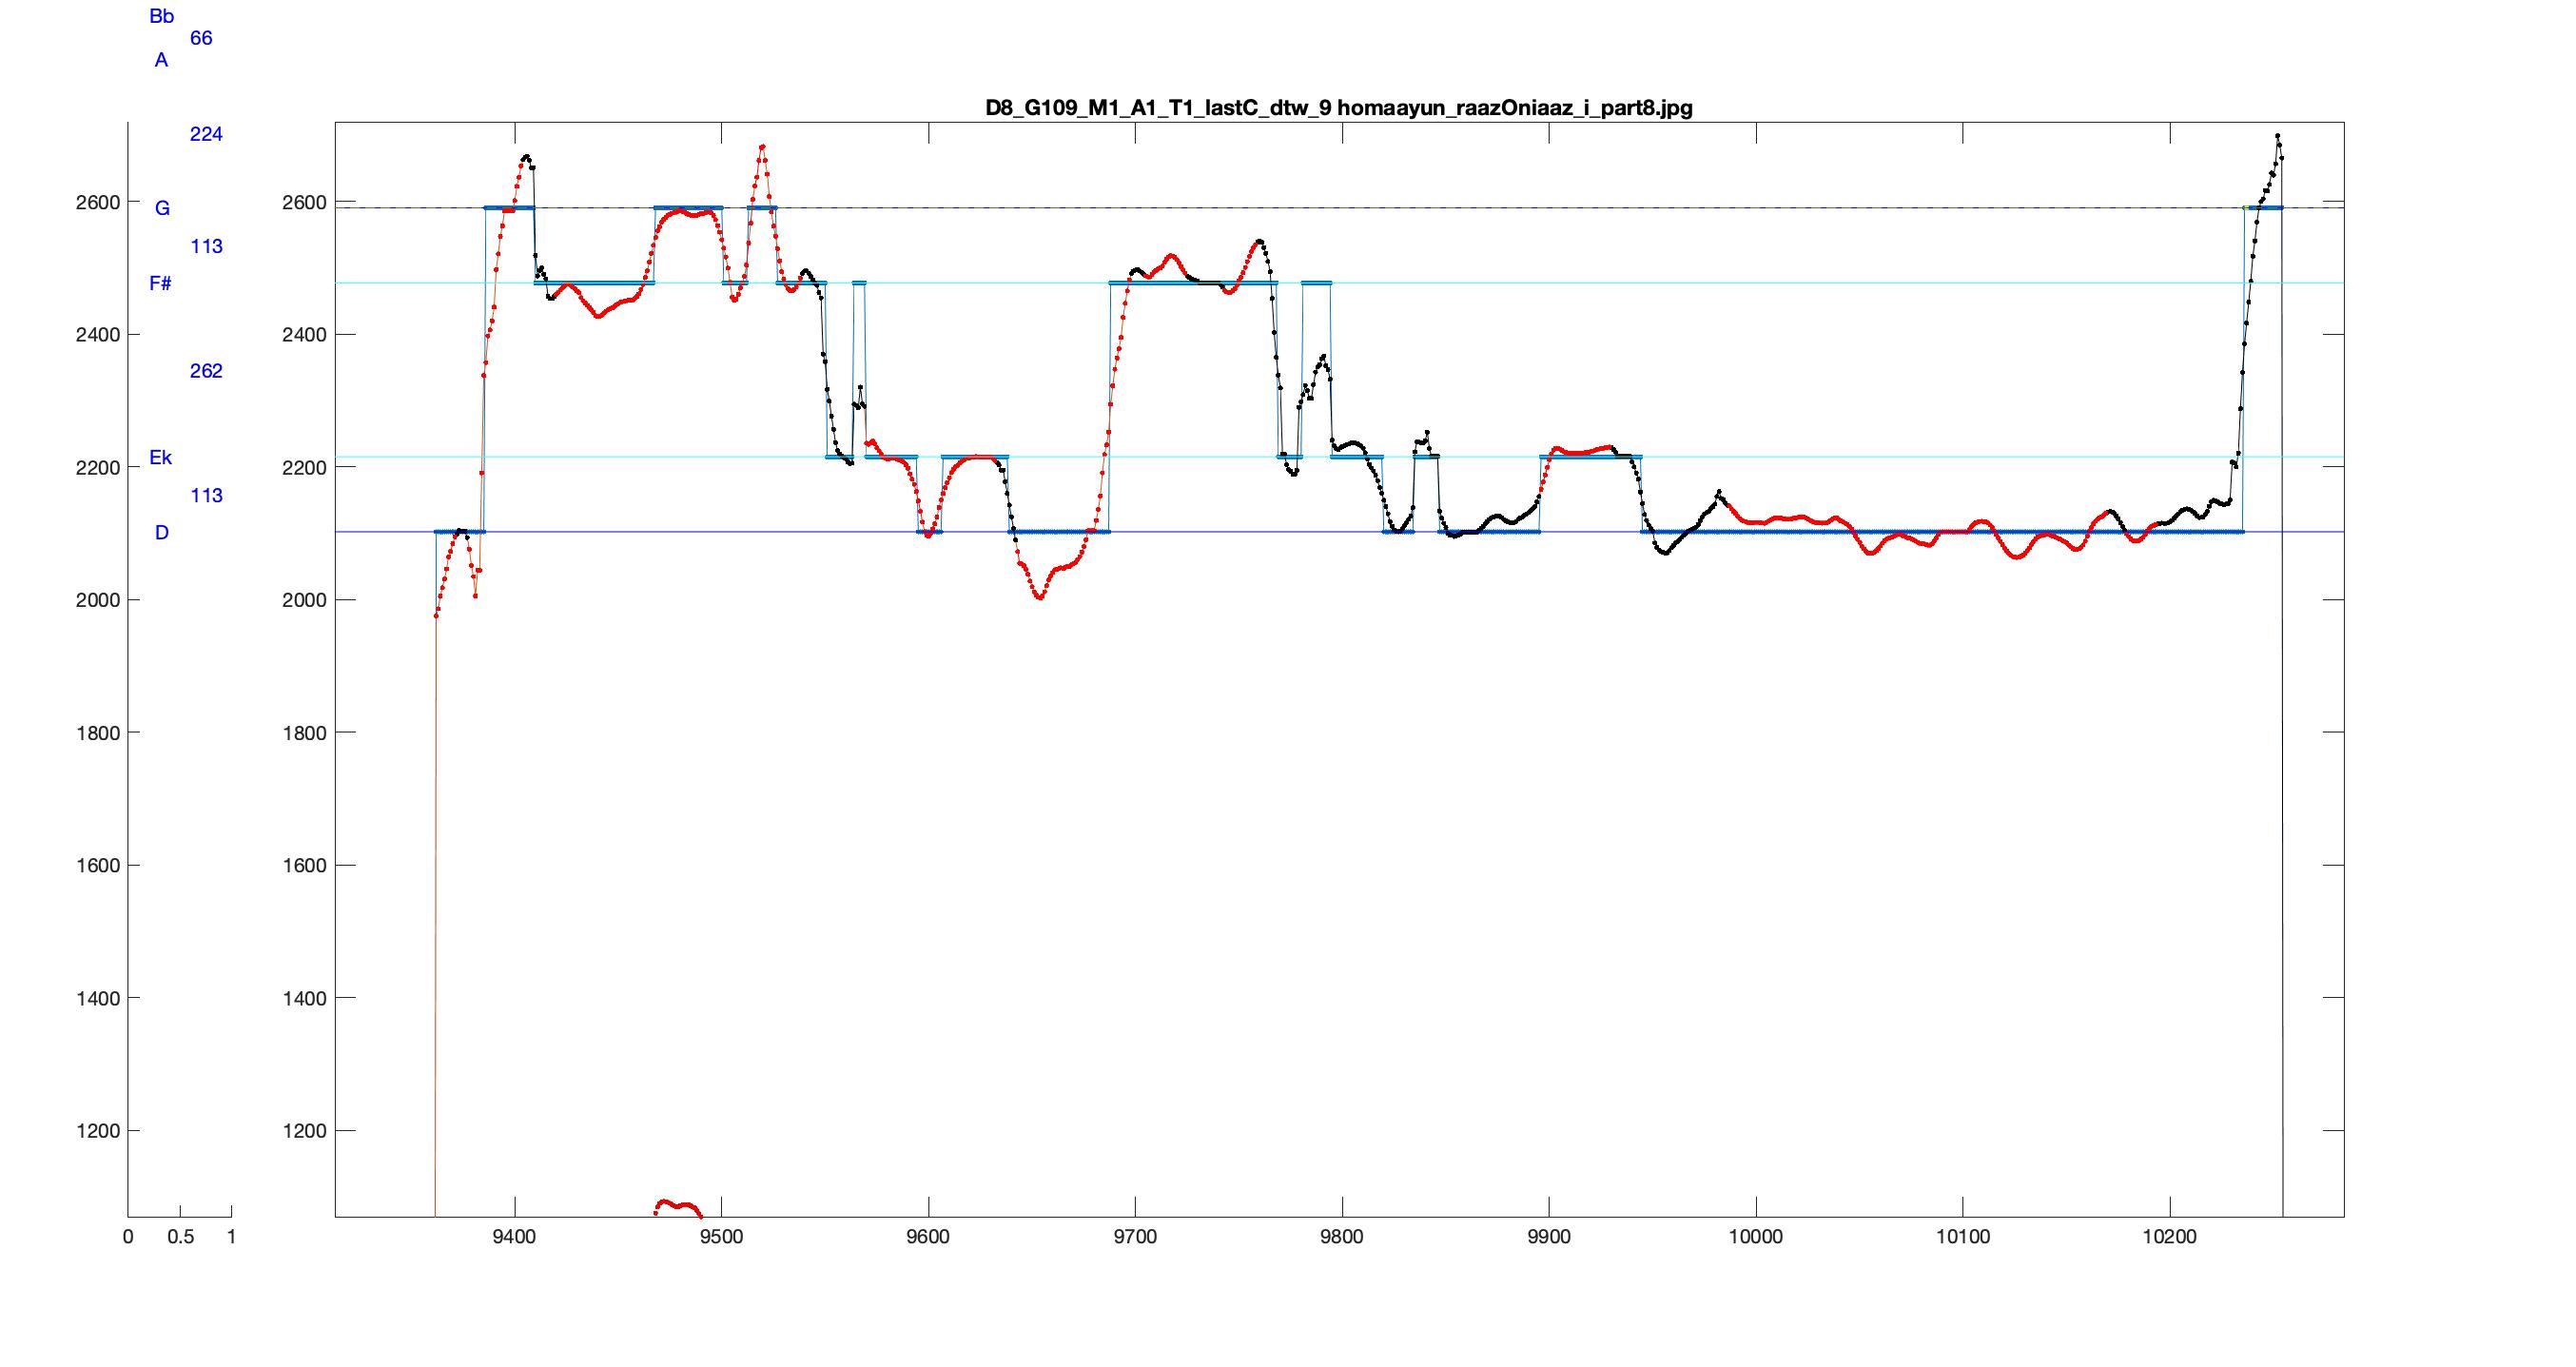 Bb
66
A
D8_G109_M1_A1_T1_lastC_dtw_9 homaayun_raazOniaaz_i_part8.jpg
224
2600 G 2600
113
F#
2400 2400
262
Ek
2200 2200
113
D
2000 2000
1800 1800
1600 1600
1400 1400
1200 1200
0 0.5 1 9400 9500 9600 9700 9800 9900 10000 10100 10200